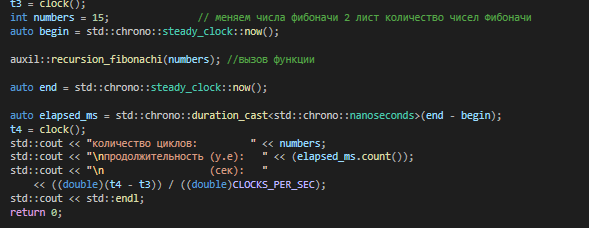 t3 = clock();
int numbers = 15; // меняем числа фибоначи 2 лист количество чисел Фибоначи
auto begin = std::chrono::steady_clock::now();
auxil::recursion_fibonachi(numbers); //вызов функции
auto end = std::chrono::steady_clock::now();
auto elapsed_ms = std::chrono::duration_cast<std::chrono::nanoseconds>(end - begin);
t4 = clock();
std::cout << "количество циклов: " << numbers;
std::cout << "\nпродолжительность (у.е): " << (elapsed_ms.count());
std::cout << "\n (сек): "
<< ((double)(t4 - t3)) / ((double)CLOCKS_PER_SEC);
std::cout << std::endl;
return 0;